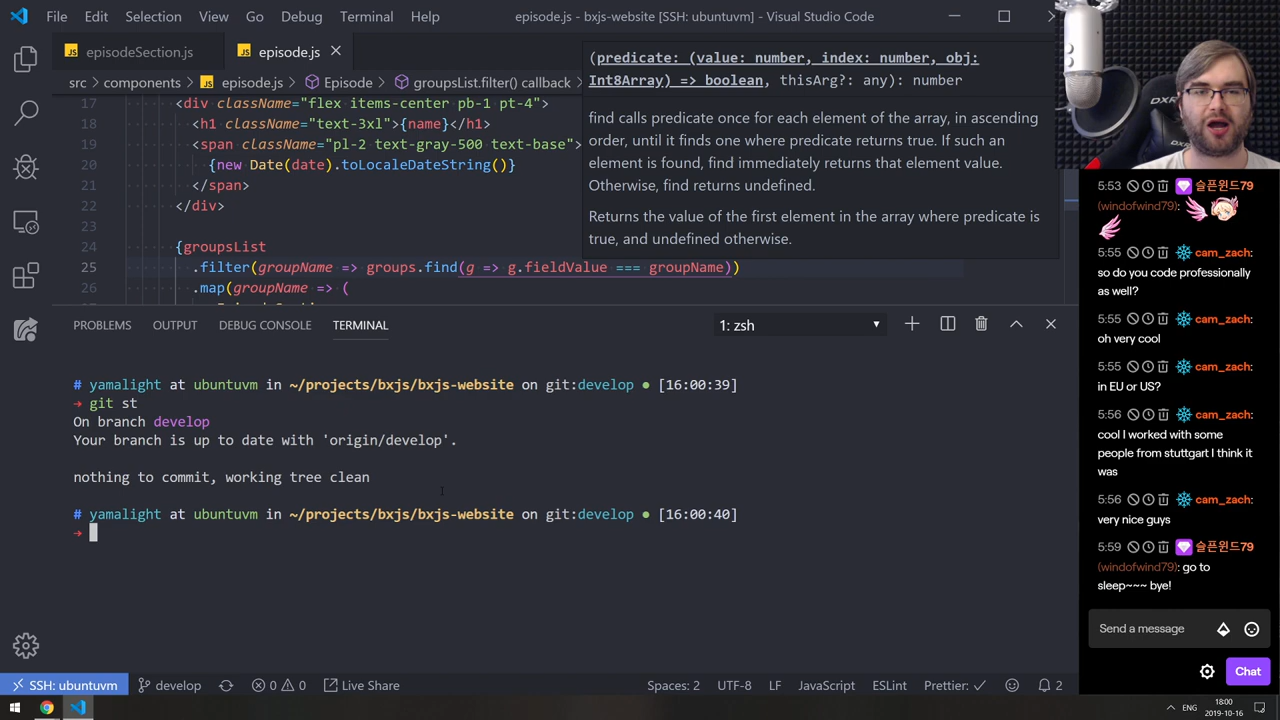 File Edit Selection View Go Debug Terminal Help episode.js - bxjs-website [SSH: ubuntuvm] - Visual Studio Code
JS episodeSection.js JS episode.js
src > components > JS episode.js > Episode > groupsList.filter() callback
(predicate: (value: number, index: number, obj:
Int8Array) => boolean, thisArg?: any): number
find calls predicate once for each element of the array, in ascending
order, until it finds one where predicate returns true. If such an
element is found, find immediately returns that element value.
Otherwise, find returns undefined.
Returns the value of the first element in the array where predicate is
true, and undefined otherwise.
17 <div className="flex items-center pb-1 pt-4">
18 <h1 className="text-3xl">{name}</h1>
19 <span className="pl-2 text-gray-500 text-base">
20 {new Date(date).toLocaleDateString()}
21 </span>
22 </div>
23
24 {groupsList
25 .filter(groupName => groups.find(g => g.fieldValue === groupName))
26 .map(groupName => (
PROBLEMS OUTPUT DEBUG CONSOLE TERMINAL 1: zsh
# yamalight at ubuntuvm in ~/projects/bxjs/bxjs-website on git:develop ● [16:00:39]
➜ git st
On branch develop
Your branch is up to date with 'origin/develop'.
nothing to commit, working tree clean
# yamalight at ubuntuvm in ~/projects/bxjs/bxjs-website on git:develop ● [16:00:40]
➜
SSH: ubuntuvm develop 0 0 Live Share Spaces: 2 UTF-8 LF JavaScript ESLint Prettier: ✓ 2
DXR
5:53 슬픈윈드79
(windofwind79):
5:55 cam_zach:
so do you code professionally
as well?
5:55 cam_zach:
oh very cool
5:55 cam_zach:
in EU or US?
5:56 cam_zach:
cool I worked with some
people from stuttgart I think it
was
5:56 cam_zach:
very nice guys
5:59 슬픈윈드79
(windofwind79): go to
sleep~~~ bye!
Send a message
Chat
ENG 18:00
2019-10-16